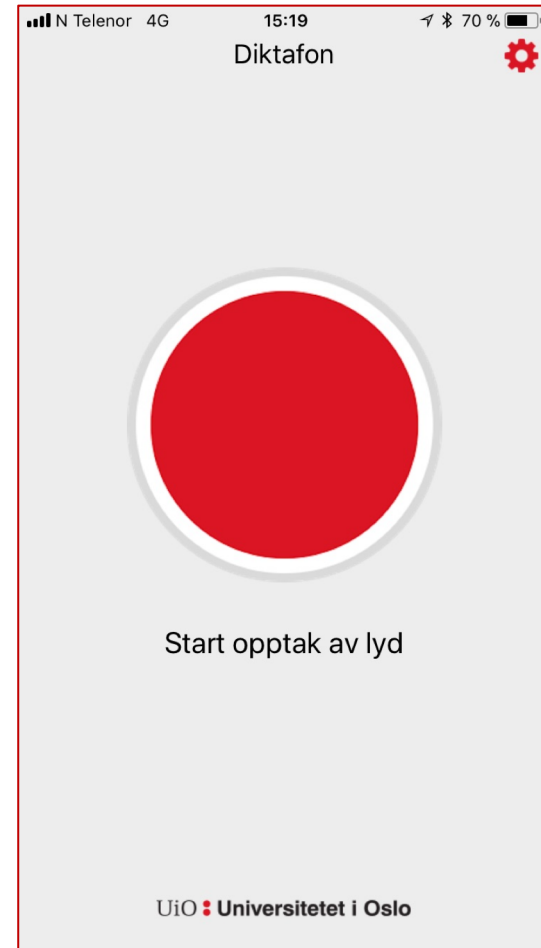 N Telenor 4G 15:19 70 %
Diktafon
Start opptak av lyd
UiO : Universitetet i Oslo